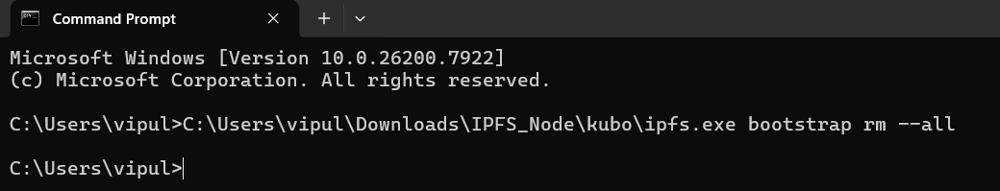 Command Prompt
Microsoft Windows [Version 10.0.26200.7922]
(c) Microsoft Corporation. All rights reserved.
C:\Users\vipul>C:\Users\vipul\Downloads\IPFS_Node\kubo\ipfs.exe bootstrap rm --all
C:\Users\vipul>